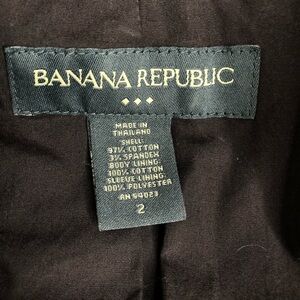 BANANA REPUBLIC
MADE IN
THAILAND
SHELL:
97% COTTON
3% SPANDEX
BODY LINING:
100% COTTON
SLEEVE LINING:
100% POLYESTER
RN 54023
2